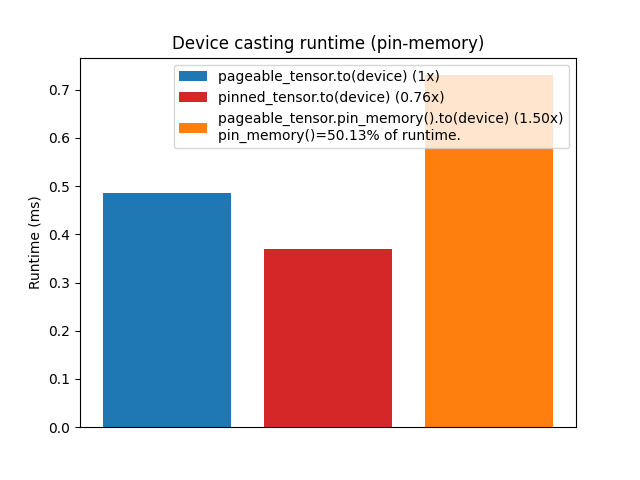 Device casting runtime (pin-memory)
pageable_tensor.to(device) (1x)
pinned_tensor.to(device) (0.76x)
pageable_tensor.pin_memory().to(device) (1.50x)
pin_memory()=50.13% of runtime.
Runtime (ms)
0.7
0.6
0.5
0.4
0.3
0.2
0.1
0.0